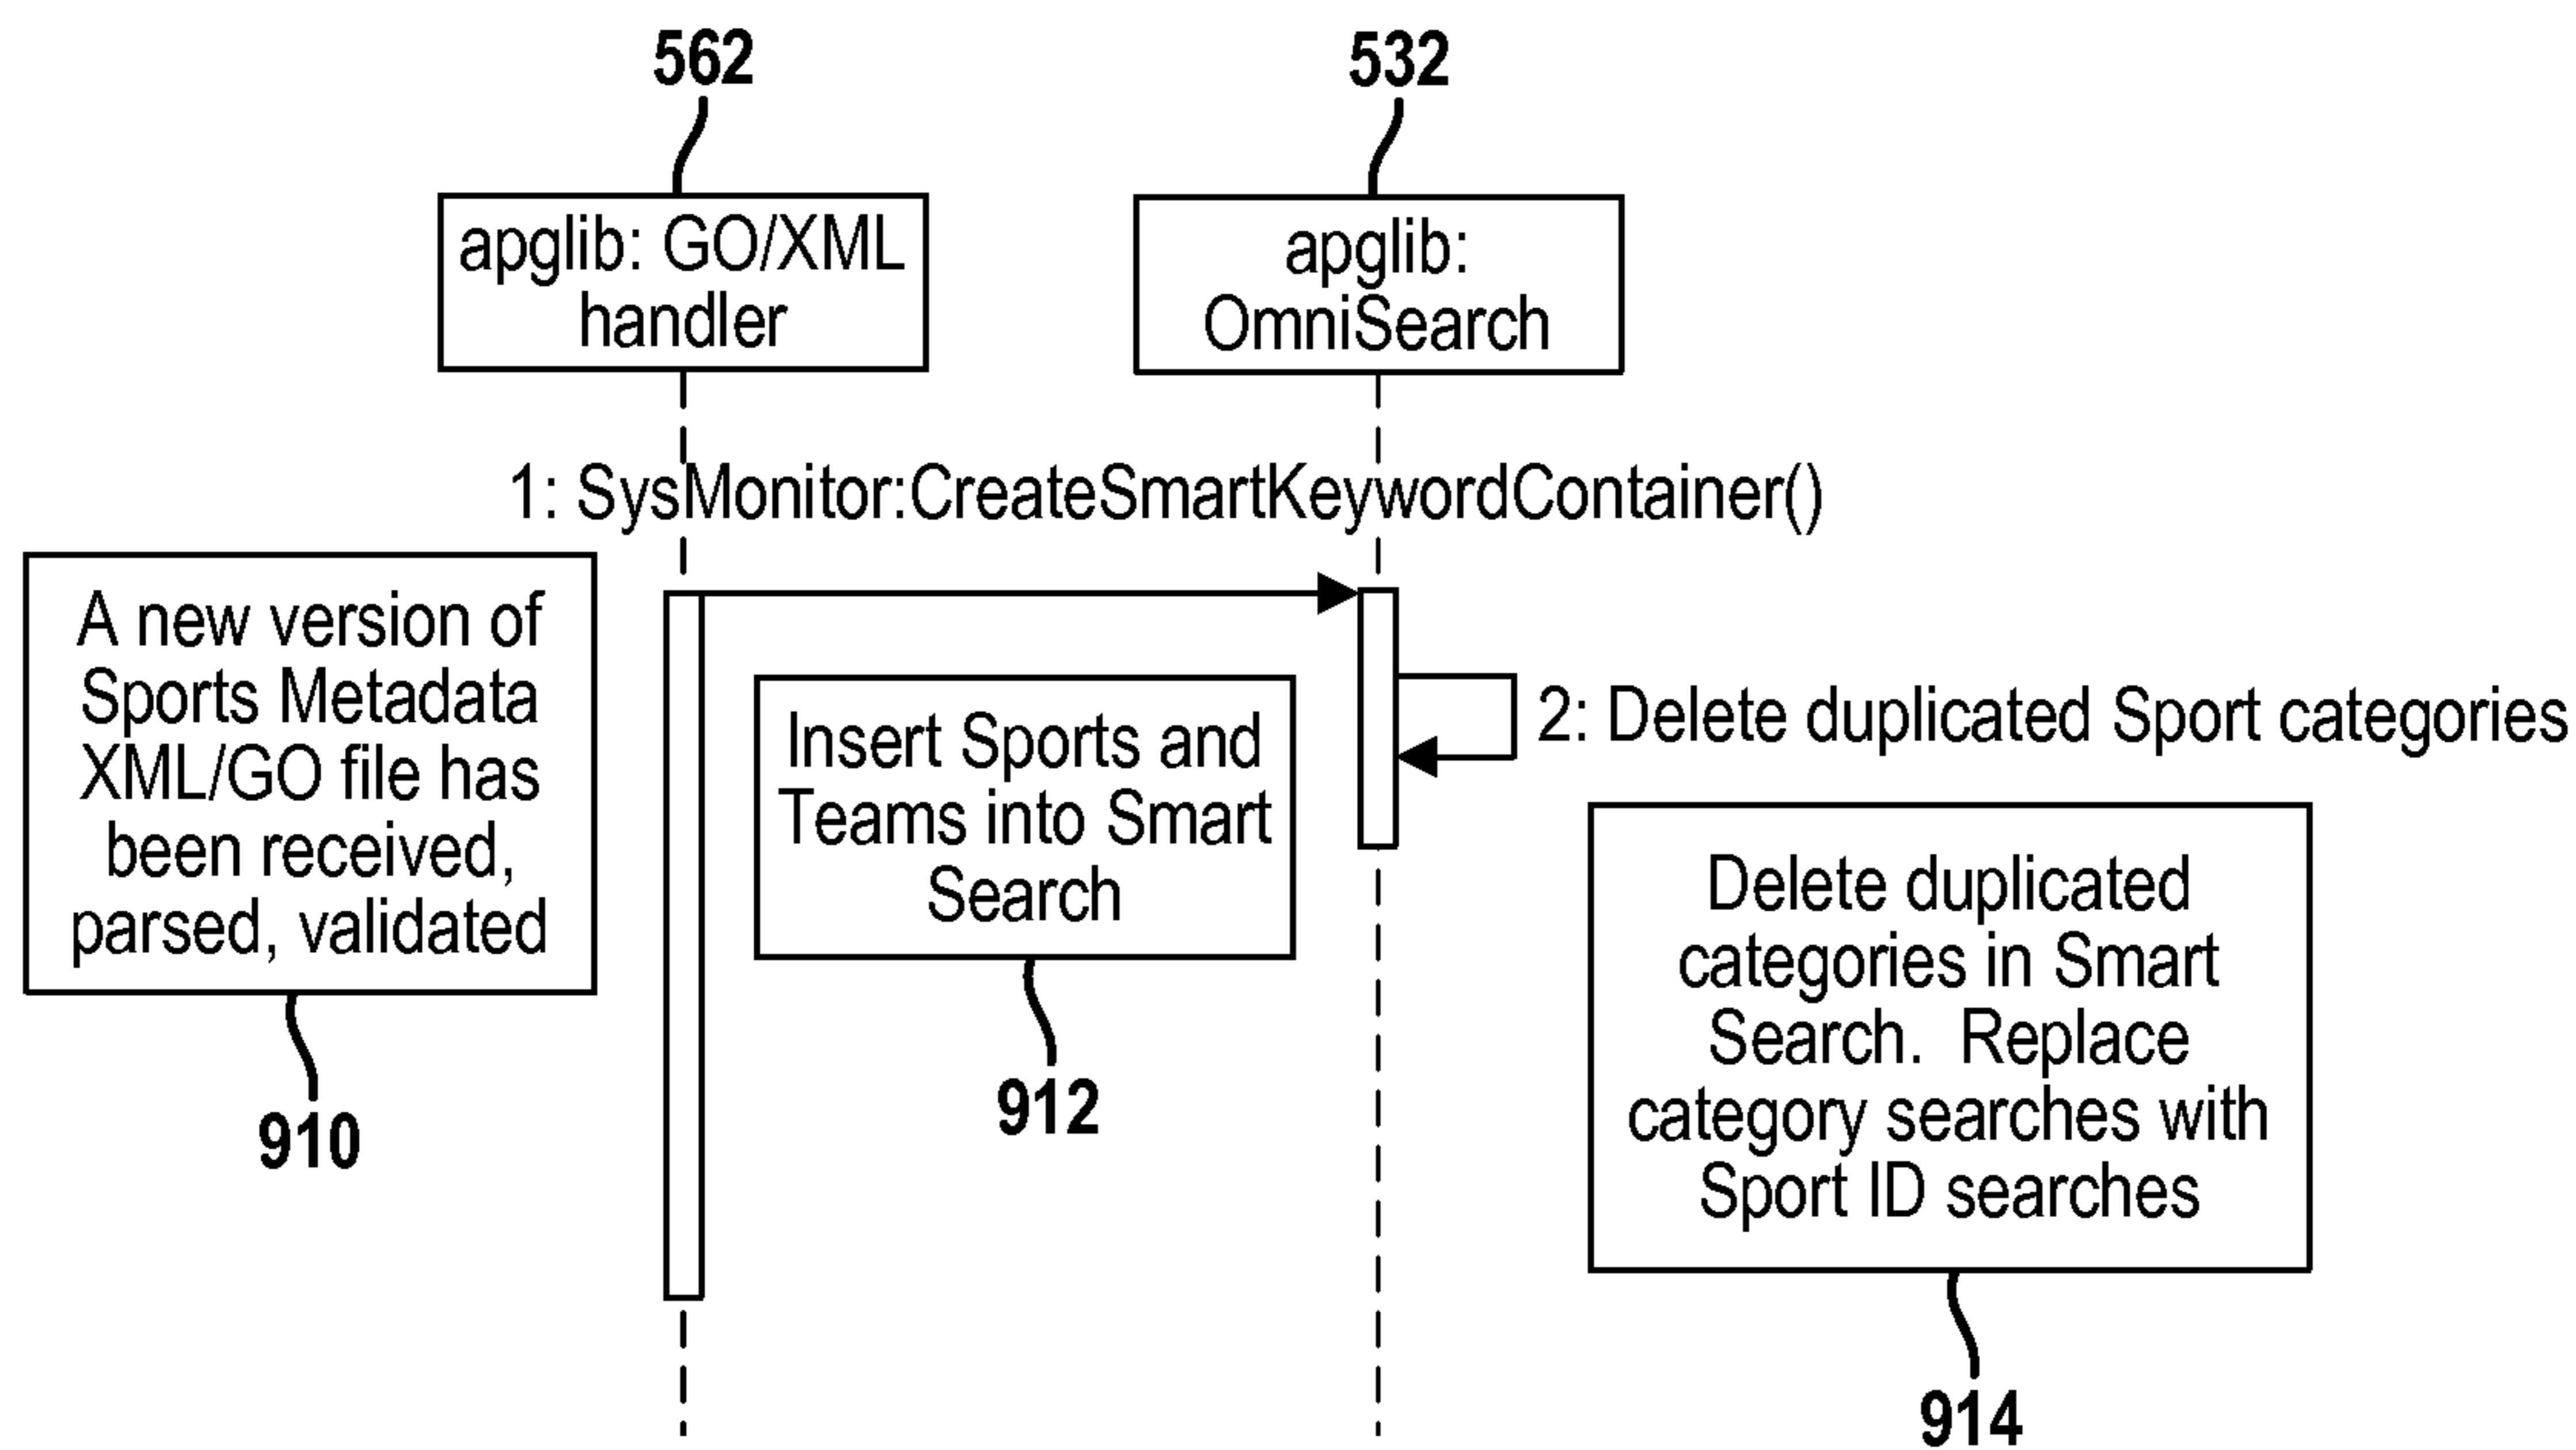 562
532
apglib: GO/XML
handler
apglib:
OmniSearch
1: SysMonitor:CreateSmartKeywordContainer()
A new version of
Sports Metadata
XML/GO file has
been received,
parsed, validated
910
Insert Sports and
Teams into Smart
Search
912
2: Delete duplicated Sport categories
Delete duplicated
categories in Smart
Search. Replace
category searches with
Sport ID searches
914